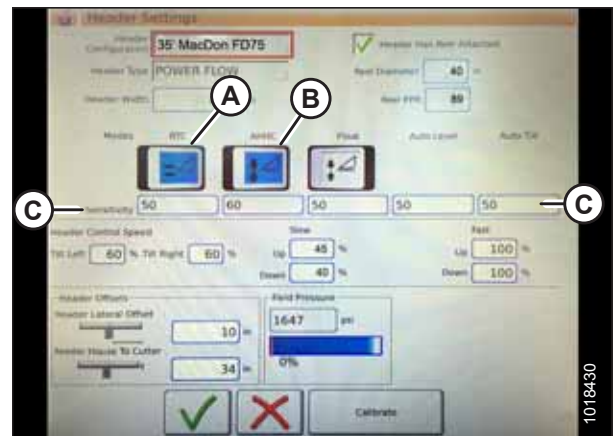 Header Settings
Header Configuration 35' MacDon FD75 Header Has Reel Attached
Header Type POWER FLOW Reel Diameter 40 in
Header Width Reel PPR 89
A B
Modes RTC AHHC Float Auto Level Auto Tilt
C Sensitivity 50 60 50 50 50 C
Header Control Speed Slow Fast
Tilt Left 60 % Tilt Right 60 % Up 48 % Up 100 %
Down 40 % Down 100 %
Header Offsets Field Pressure
Header Lateral Offset 10 in 1647 psi
Feeder House To Cutter 34 in 0%
Calibrate
1018430